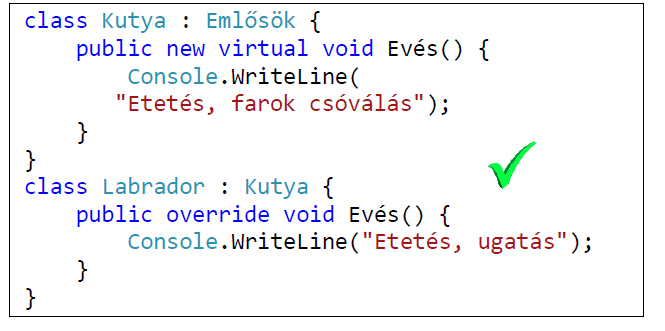 class Kutya : Emlősök {
    public new virtual void Evés() {
        Console.WriteLine(
       "Etetés, farok csóválás");
    }
}
class Labrador : Kutya {
    public override void Evés() {
        Console.WriteLine("Etetés, ugatás");
    }
}